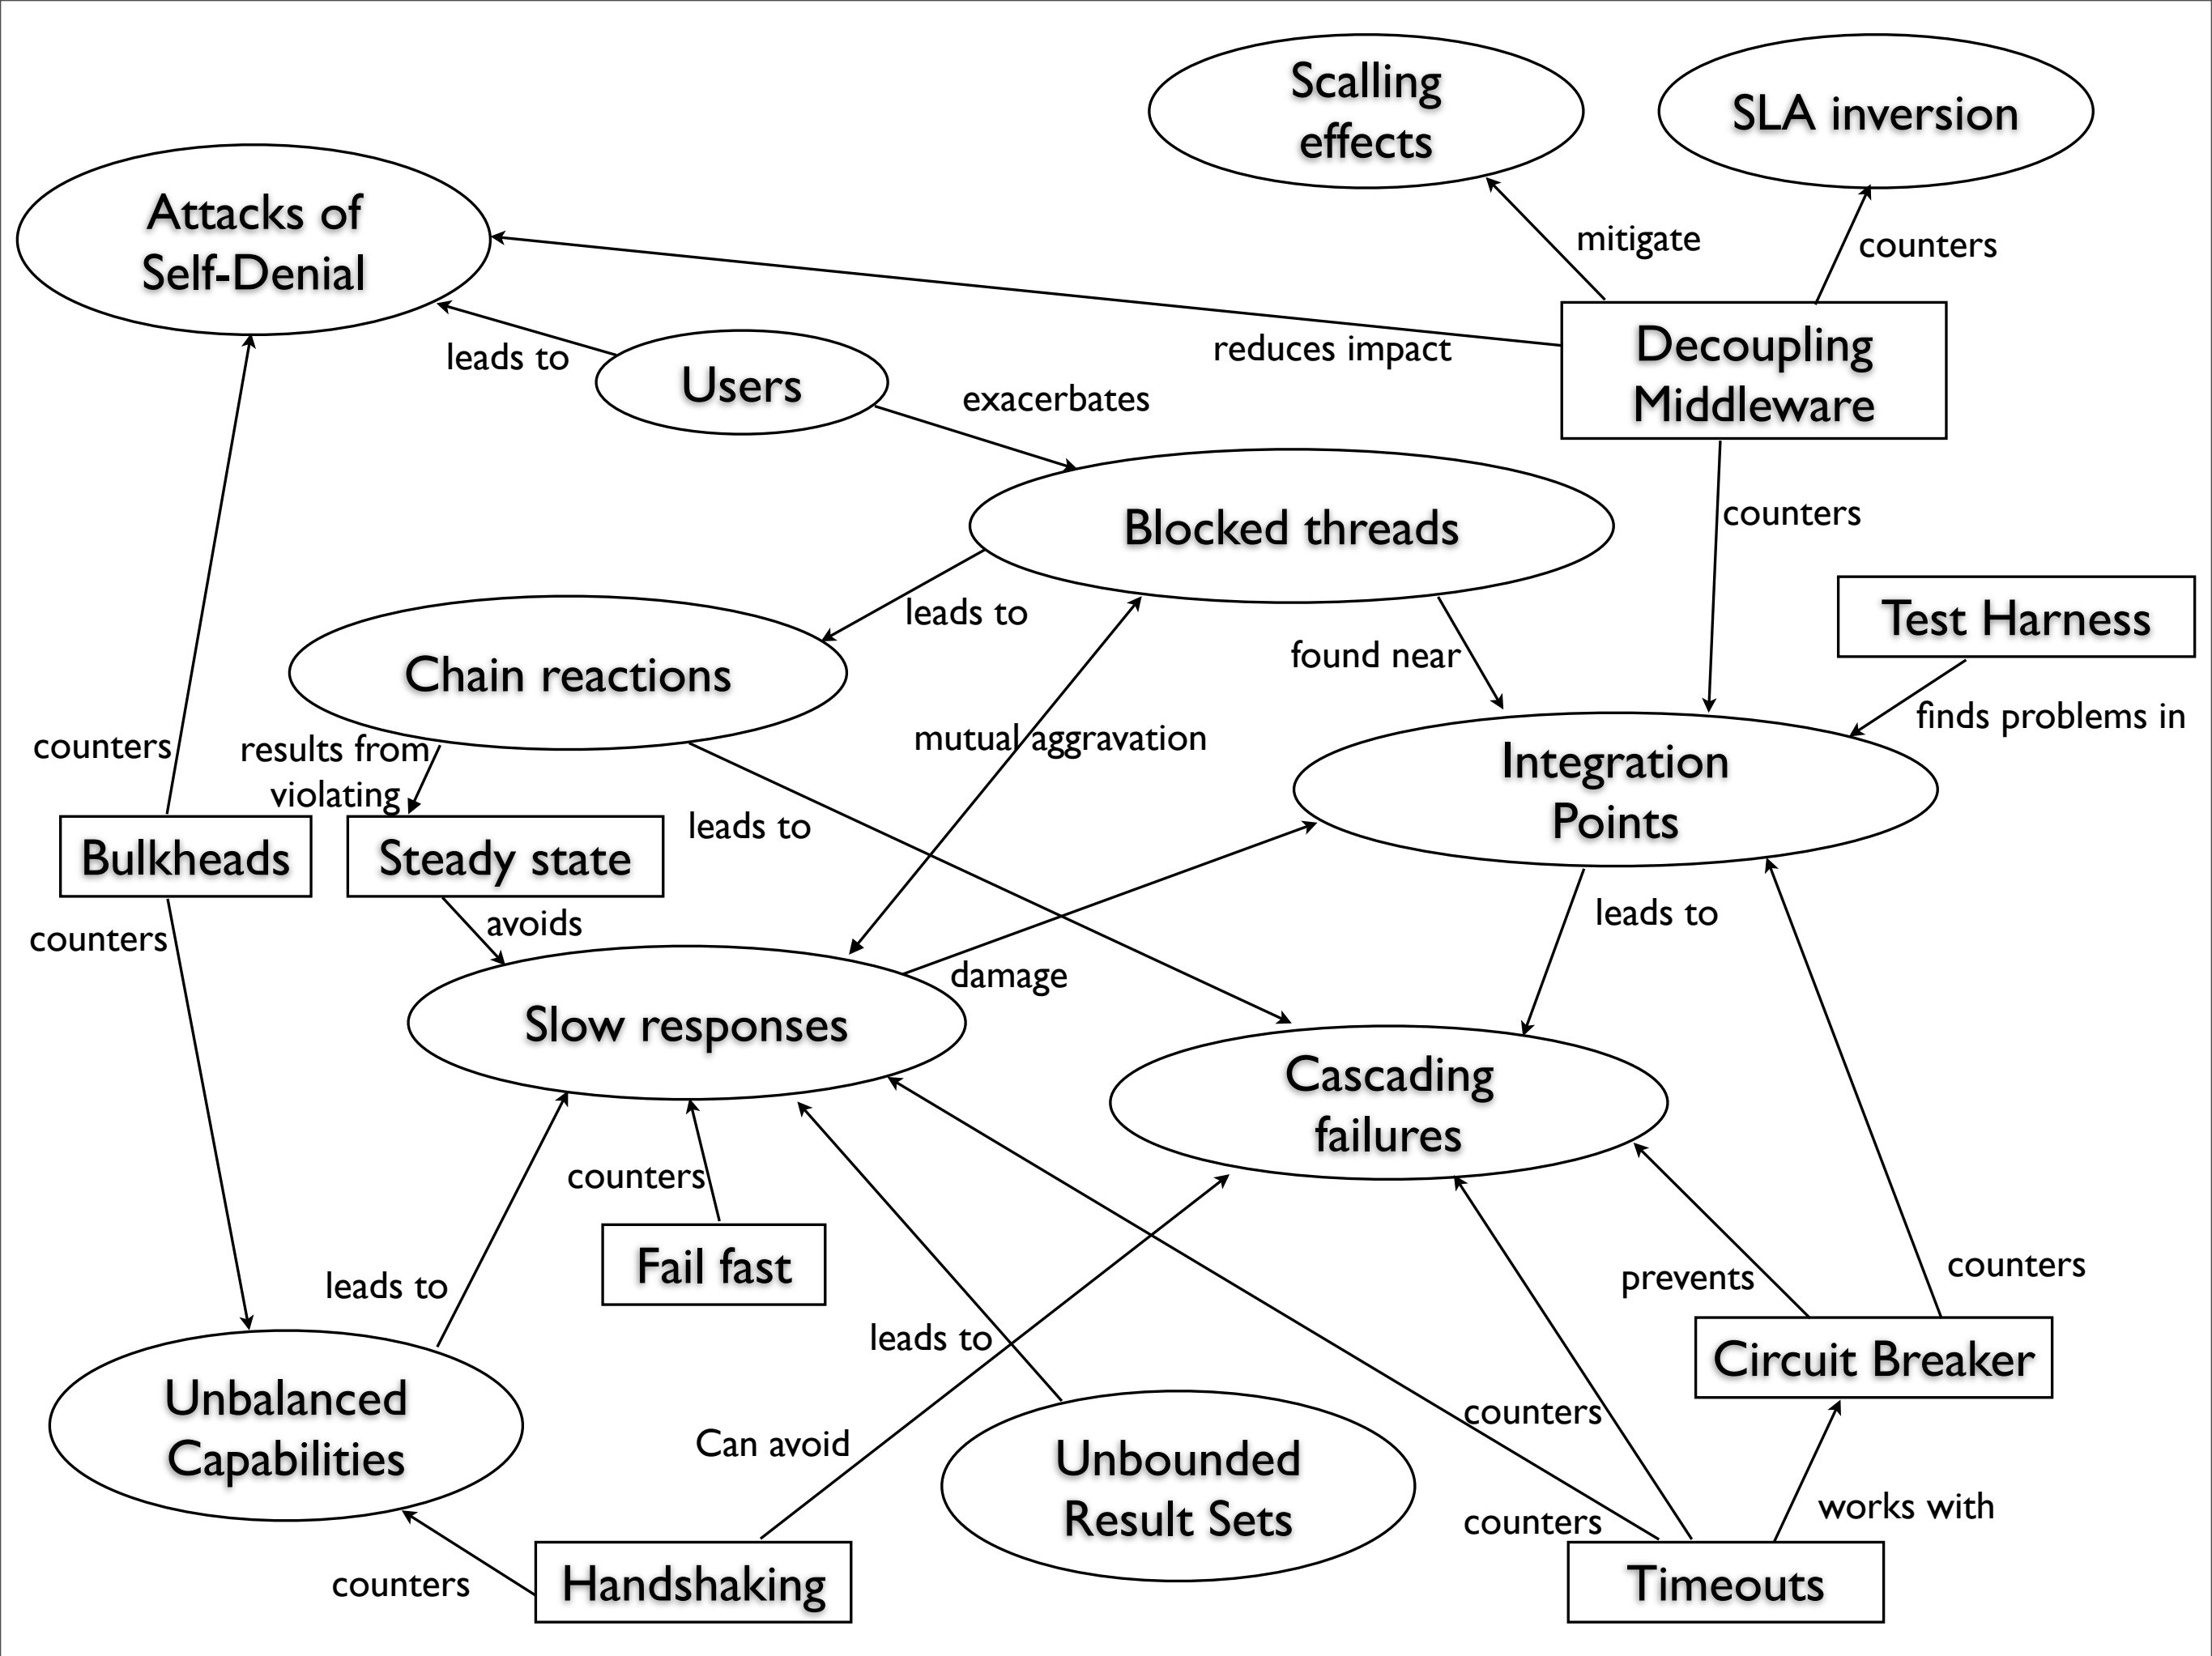 Scalling
effects
SLA inversion
Attacks of
Self-Denial
mitigate
counters
leads to
Users
reduces impact
Decoupling
Middleware
exacerbates
Blocked threads
counters
leads to
found near
Test Harness
Chain reactions
finds problems in
counters
results from
violating
mutual aggravation
Integration
Points
leads to
Bulkheads
Steady state
counters
avoids
leads to
damage
Slow responses
Cascading
failures
counters
leads to
Fail fast
prevents
counters
leads to
Circuit Breaker
Unbalanced
Capabilities
Can avoid
counters
Unbounded
Result Sets
counters
works with
counters
Handshaking
Timeouts